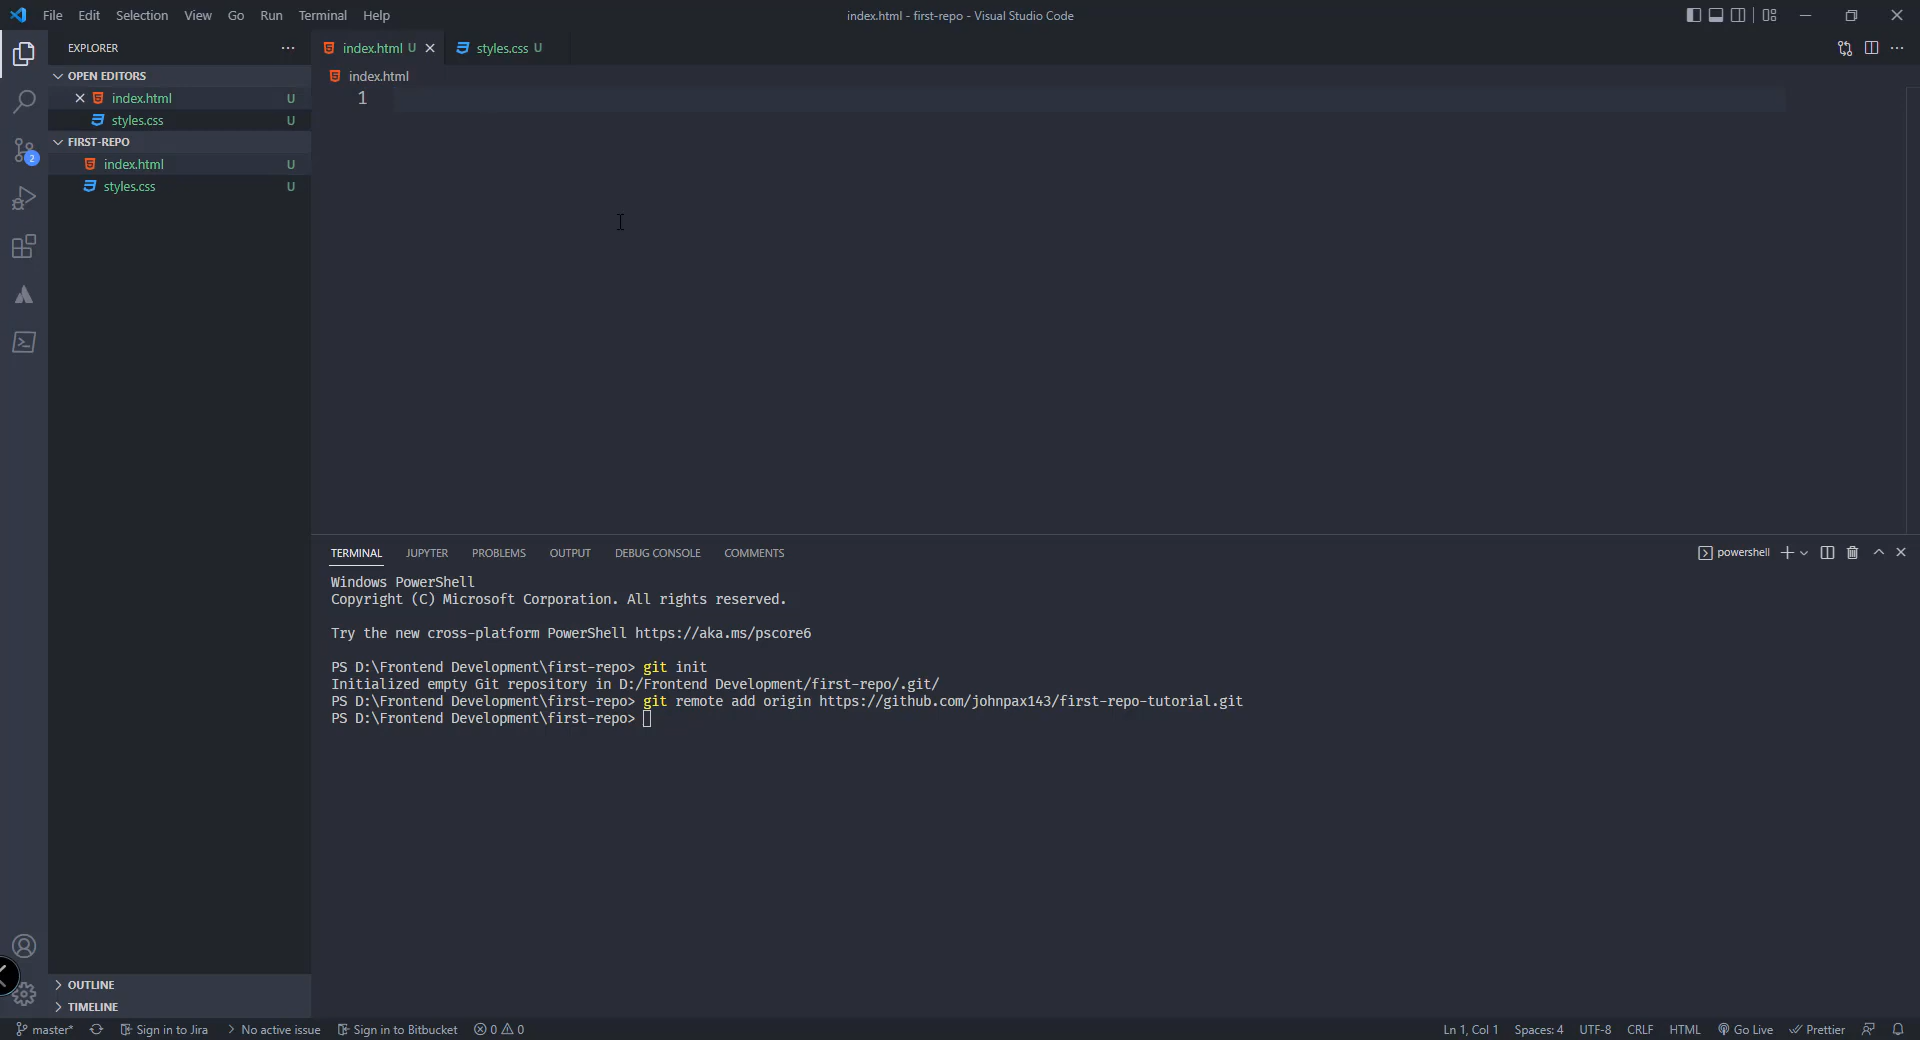 File Edit Selection View Go Run Terminal Help
index.html - first-repo - Visual Studio Code
EXPLORER
OPEN EDITORS
index.html U
styles.css U
FIRST-REPO
index.html U
styles.css U
OUTLINE
TIMELINE
2
index.html U
styles.css U
index.html
1
TERMINAL JUPYTER PROBLEMS OUTPUT DEBUG CONSOLE COMMENTS
powershell
Windows PowerShell
Copyright (C) Microsoft Corporation. All rights reserved.
Try the new cross-platform PowerShell https://aka.ms/pscore6
PS D:\Frontend Development\first-repo> git init
Initialized empty Git repository in D:/Frontend Development/first-repo/.git/
PS D:\Frontend Development\first-repo> git remote add origin https://github.com/johnpax143/first-repo-tutorial.git
PS D:\Frontend Development\first-repo>
master* Sign in to Jira No active issue Sign in to Bitbucket 0 0
Ln 1, Col 1 Spaces: 4 UTF-8 CRLF HTML Go Live Prettier